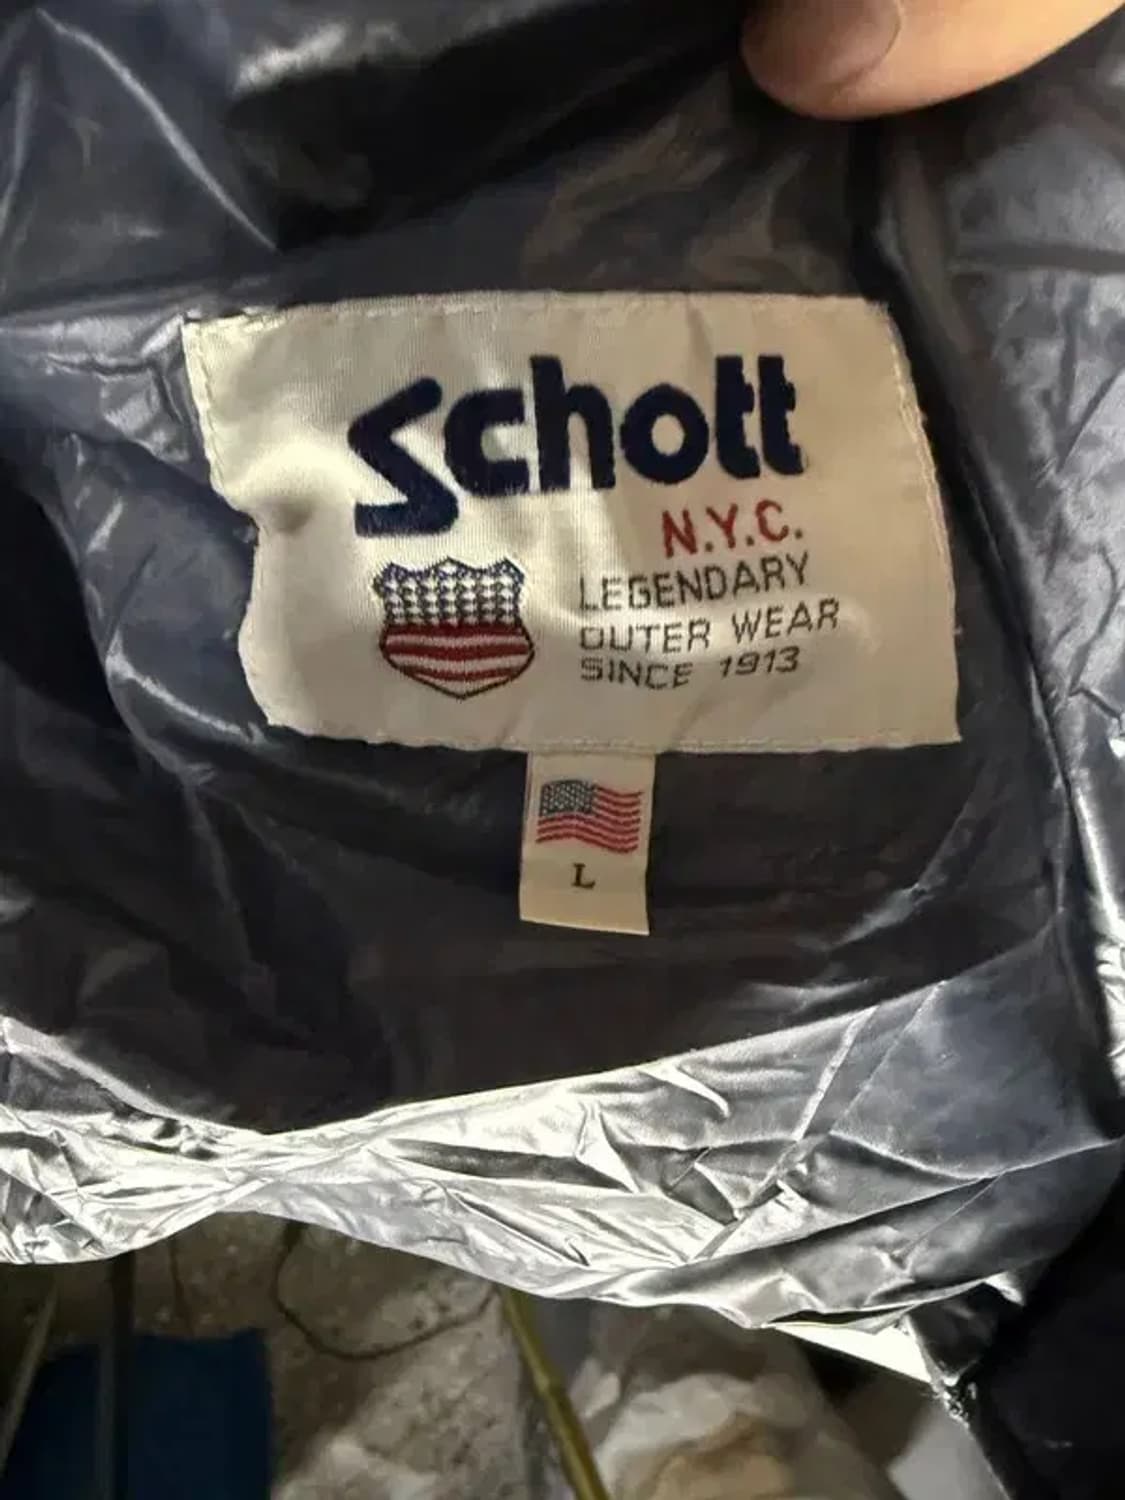 Schott
N.Y.C.
LEGENDARY
OUTER WEAR
SINCE 1913
L